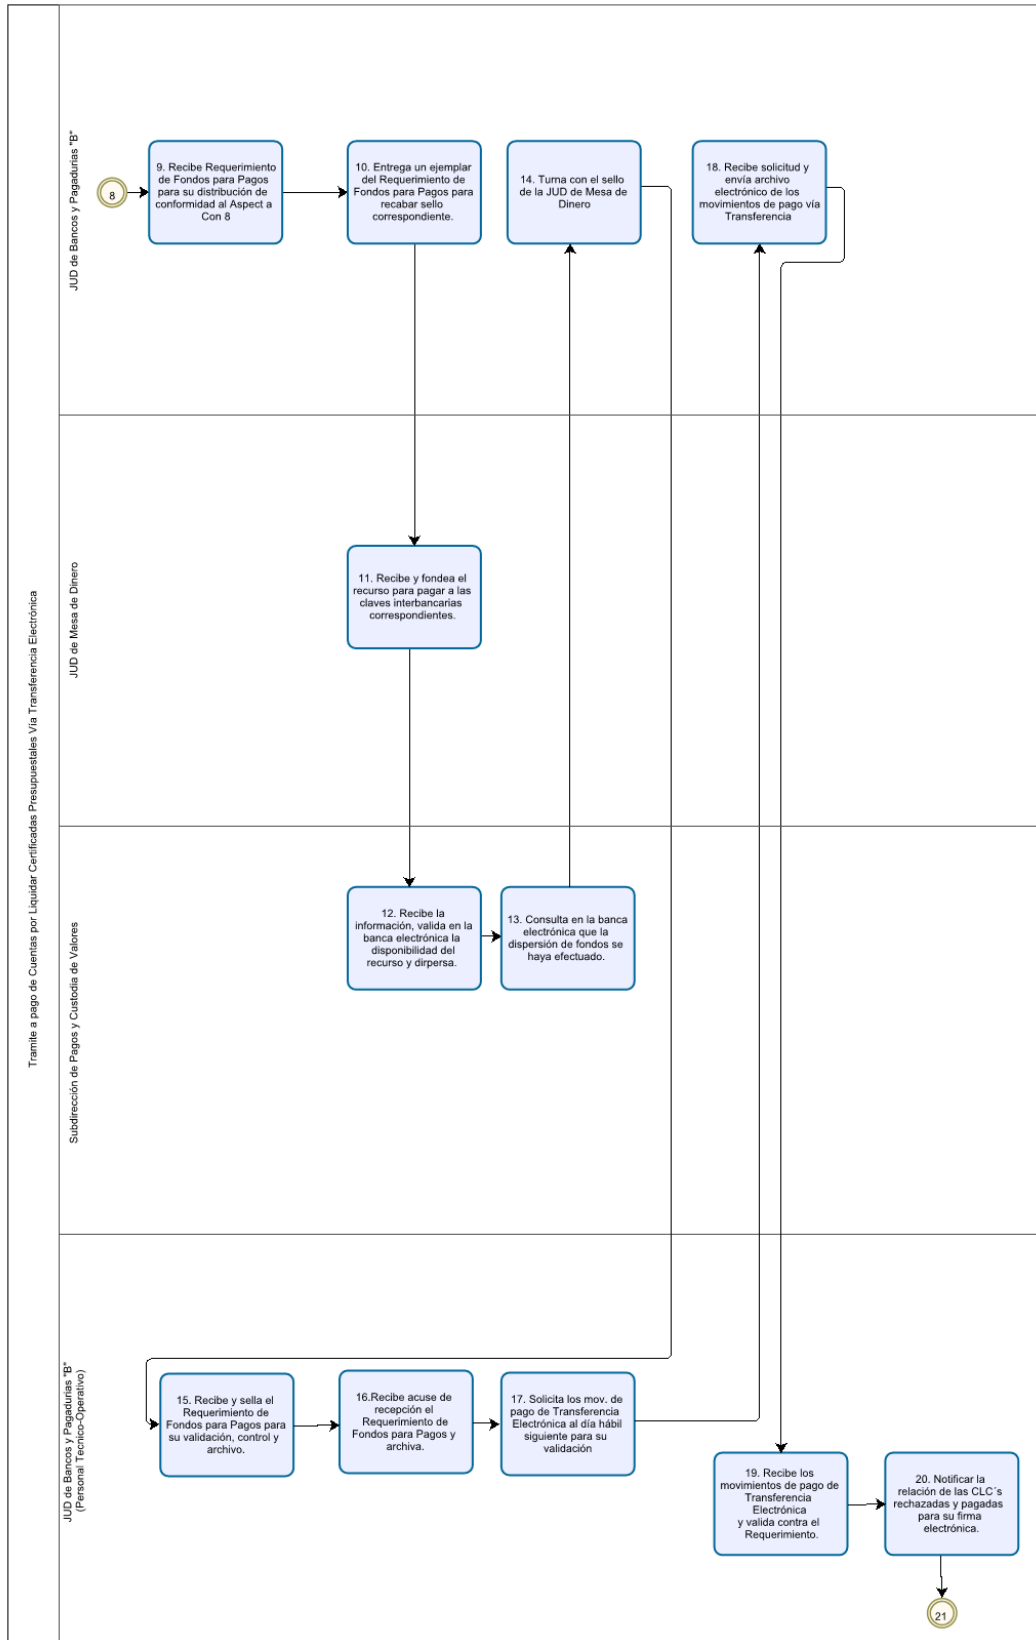 Tramite a pago de Cuentas por Liquidar Certificadas Presupuestales Vía Transferencia Electrónica
JUD de Bancos y Pagadurias "B"
8
9. Recibe Requerimiento
de Fondos para Pagos
para su distribución de
conformidad al Aspect a
Con 8
10. Entrega un ejemplar
del Requerimiento de
Fondos para Pagos para
recabar sello
correspondiente.
14. Turna con el sello
de la JUD de Mesa de
Dinero
18. Recibe solicitud y
envía archivo
electrónico de los
movimientos de pago vía
Transferencia
JUD de Mesa de Dinero
11. Recibe y fondea el
recurso para pagar a las
claves interbancarias
correspondientes.
Subdirección de Pagos y Custodia de Valores
12. Recibe la
información, valida en la
banca electrónica la
disponibilidad del
recurso y dirpersa.
13. Consulta en la banca
electrónica que la
dispersión de fondos se
haya efectuado.
JUD de Bancos y Pagadurias "B"
(Personal Tecnico-Operativo)
15. Recibe y sella el
Requerimiento de
Fondos para Pagos para
su validación, control y
archivo.
16.Recibe acuse de
recepción el
Requerimiento de
Fondos para Pagos y
archiva.
17. Solicita los mov. de
pago de Transferencia
Electrónica al día hábil
siguiente para su
validación
19. Recibe los
movimientos de pago de
Transferencia
Electrónica
y valida contra el
Requerimiento.
20. Notificar la
relación de las CLC´s
rechazadas y pagadas
para su firma
electrónica.
21